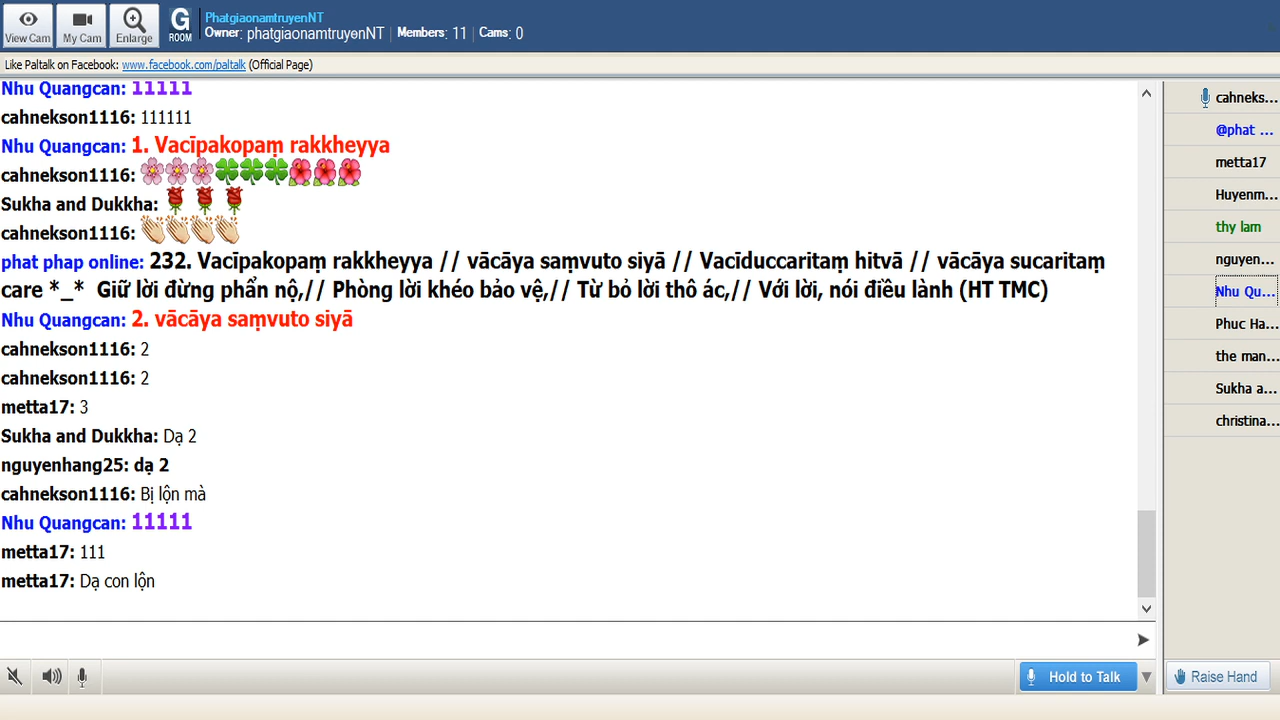 View Cam
My Cam
Enlarge
G
ROOM
PhatgiaonamtruyenNT
Owner: phatgiaonamtruyenNT | Members: 11 | Cams: 0
Like Paltalk on Facebook: www.facebook.com/paltalk (Official Page)
Nhu Quangcan: 11111
cahnekson1116: 111111
Nhu Quangcan: 1. Vacīpakopaṃ rakkheyya
cahnekson1116:
Sukha and Dukkha:
cahnekson1116:
phat phap online: 232. Vacīpakopaṃ rakkheyya // vācāya saṃvuto siyā // Vacīduccaritaṃ hitvā // vācāya sucaritaṃ
care *_* Giữ lời đừng phẩn nộ,// Phòng lời khéo bảo vệ,// Từ bỏ lời thô ác,// Với lời, nói điều lành (HT TMC)
Nhu Quangcan: 2. vācāya saṃvuto siyā
cahnekson1116: 2
cahnekson1116: 2
metta17: 3
Sukha and Dukkha: Dạ 2
nguyenhang25: dạ 2
cahnekson1116: Bị lộn mà
Nhu Quangcan: 11111
metta17: 111
metta17: Dạ con lộn
cahneks...
@phat ...
metta17
Huyenm...
thy lam
nguyen...
Nhu Qu...
Phuc Ha...
the man...
Sukha a...
christina...
Hold to Talk
Raise Hand